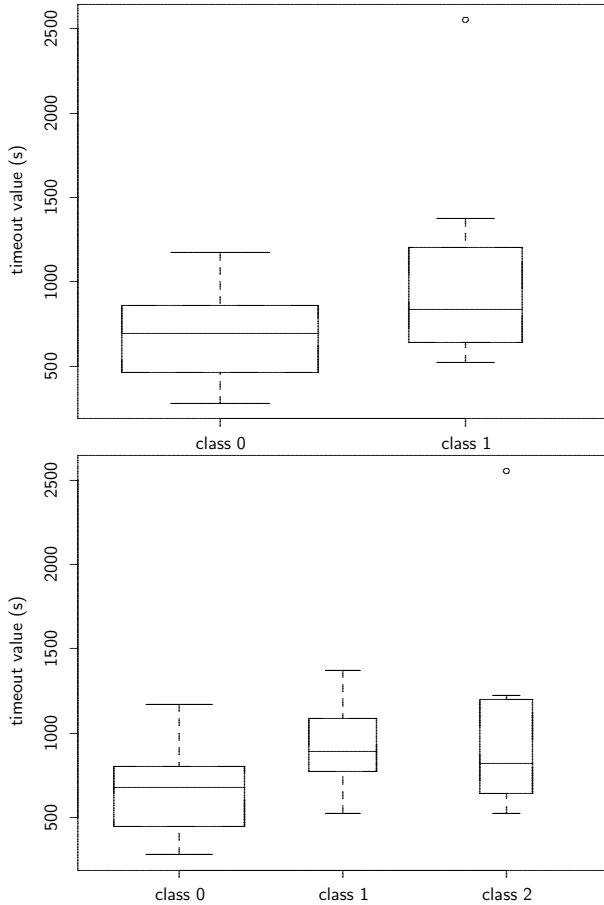 2500
2000
1500
1000
500
timeout value (s)
class 0 class 1
2500
2000
1500
1000
500
timeout value (s)
class 0 class 1 class 2